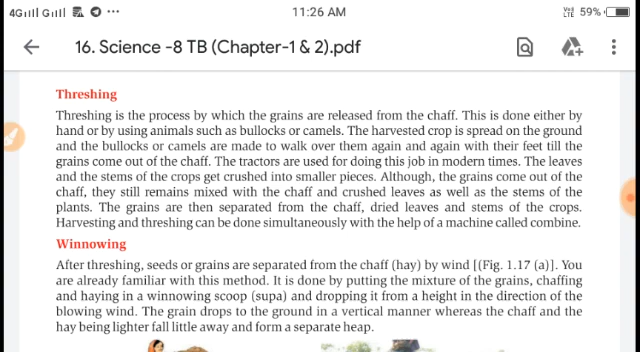 4G G 11:26 AM Vo) LTE 59%
16. Science -8 TB (Chapter-1 & 2).pdf
Threshing
Threshing is the process by which the grains are released from the chaff. This is done either by
hand or by using animals such as bullocks or camels. The harvested crop is spread on the ground
and the bullocks or camels are made to walk over them again and again with their feet till the
grains come out of the chaff. The tractors are used for doing this job in modern times. The leaves
and the stems of the crops get crushed into smaller pieces. Although, the grains come out of the
chaff, they still remains mixed with the chaff and crushed leaves as well as the stems of the
plants. The grains are then separated from the chaff, dried leaves and stems of the crops.
Harvesting and threshing can be done simultaneously with the help of a machine called combine.
Winnowing
After threshing, seeds or grains are separated from the chaff (hay) by wind [(Fig. 1.17 (a)]. You
are already familiar with this method. It is done by putting the mixture of the grains, chaffing
and haying in a winnowing scoop (supa) and dropping it from a height in the direction of the
blowing wind. The grain drops to the ground in a vertical manner whereas the chaff and the
hay being lighter fall little away and form a separate heap.